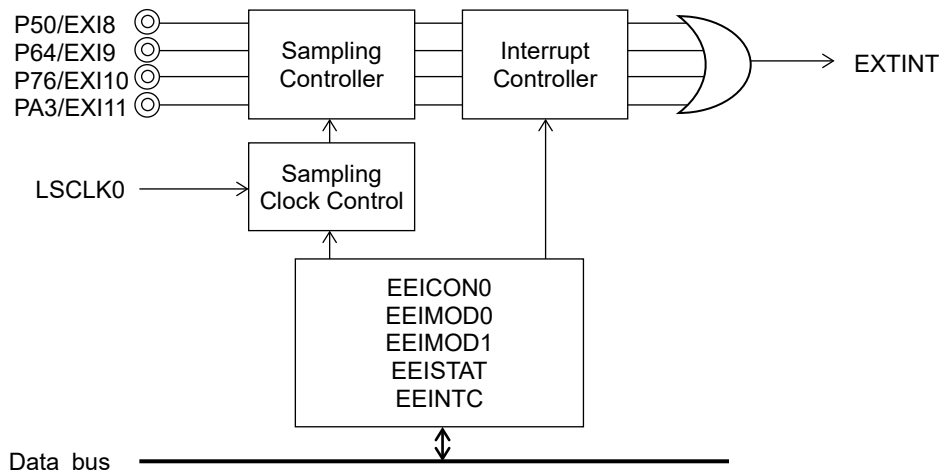 P50/EXI8
P64/EXI9
P76/EXI10
PA3/EXI11
Sampling
Controller
Interrupt
Controller
EXTINT
LSCLK0
Sampling
Clock Control
EEICON0
EEIMOD0
EEIMOD1
EEISTAT
EEINTC
Data bus